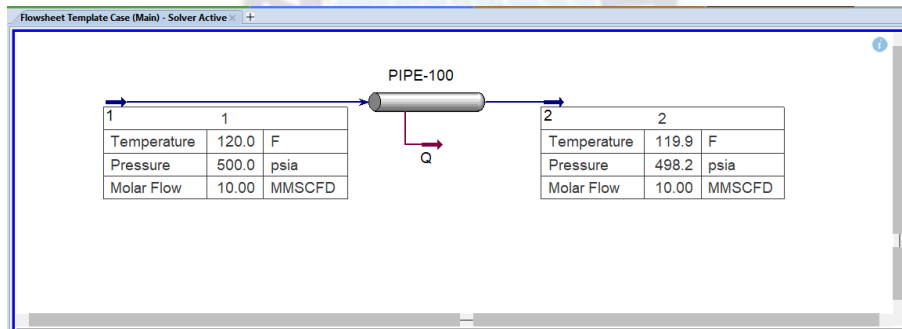 Flowsheet Template Case (Main) - Solver Active × +
i
PIPE-100
1
1
Temperature 120.0 F
Pressure 500.0 psia
Molar Flow 10.00 MMSCFD
Q
2
2
Temperature 119.9 F
Pressure 498.2 psia
Molar Flow 10.00 MMSCFD